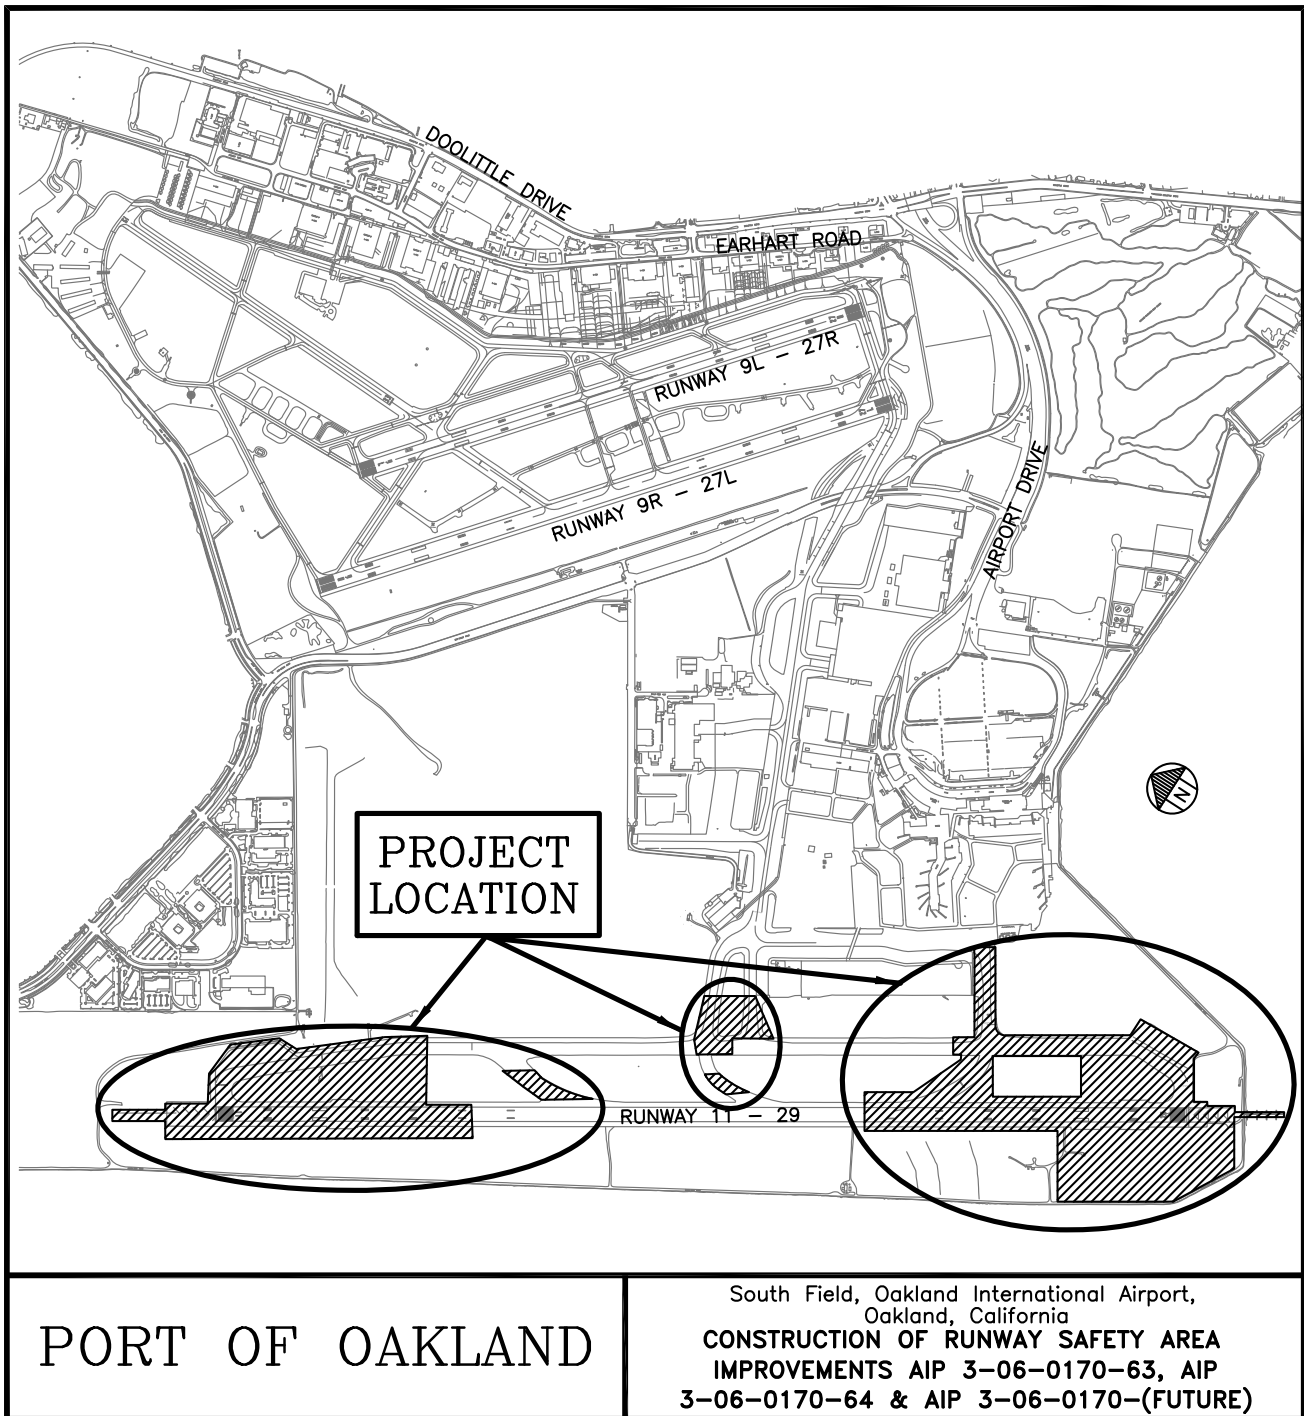 DOOLITTLE DRIVE
EARHART ROAD
RUNWAY 9L - 27R
RUNWAY 9R - 27L
AIRPORT DRIVE
N
PROJECT
LOCATION
RUNWAY 11 - 29
PORT OF OAKLAND
South Field, Oakland International Airport,
Oakland, California
CONSTRUCTION OF RUNWAY SAFETY AREA
IMPROVEMENTS AIP 3-06-0170-63, AIP
3-06-0170-64 & AIP 3-06-0170-(FUTURE)